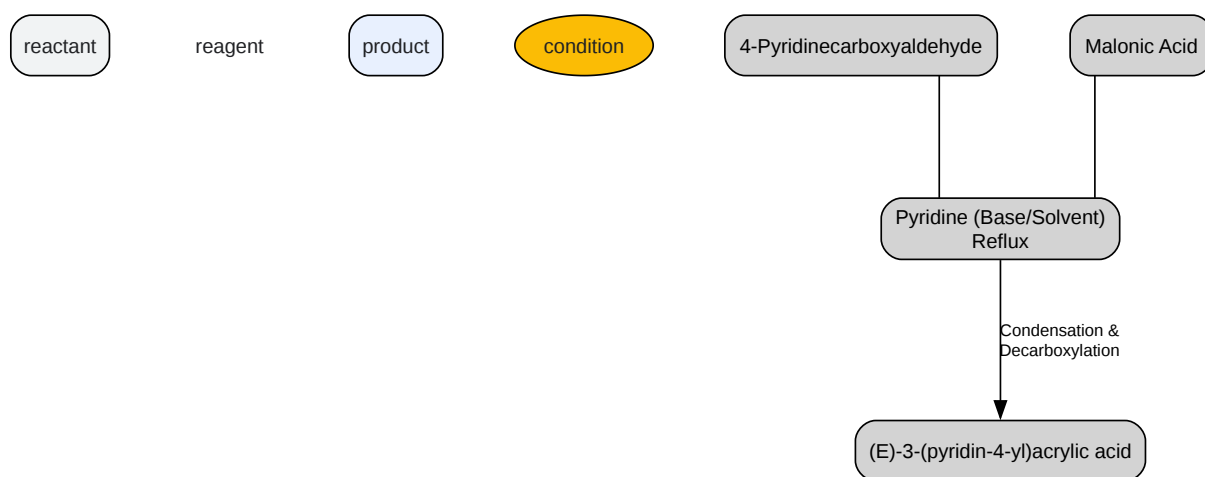 reactant
reagent
product
condition
4-Pyridinecarboxyaldehyde
Malonic Acid
Pyridine (Base/Solvent)
Reflux
Condensation &
Decarboxylation
(E)-3-(pyridin-4-yl)acrylic acid